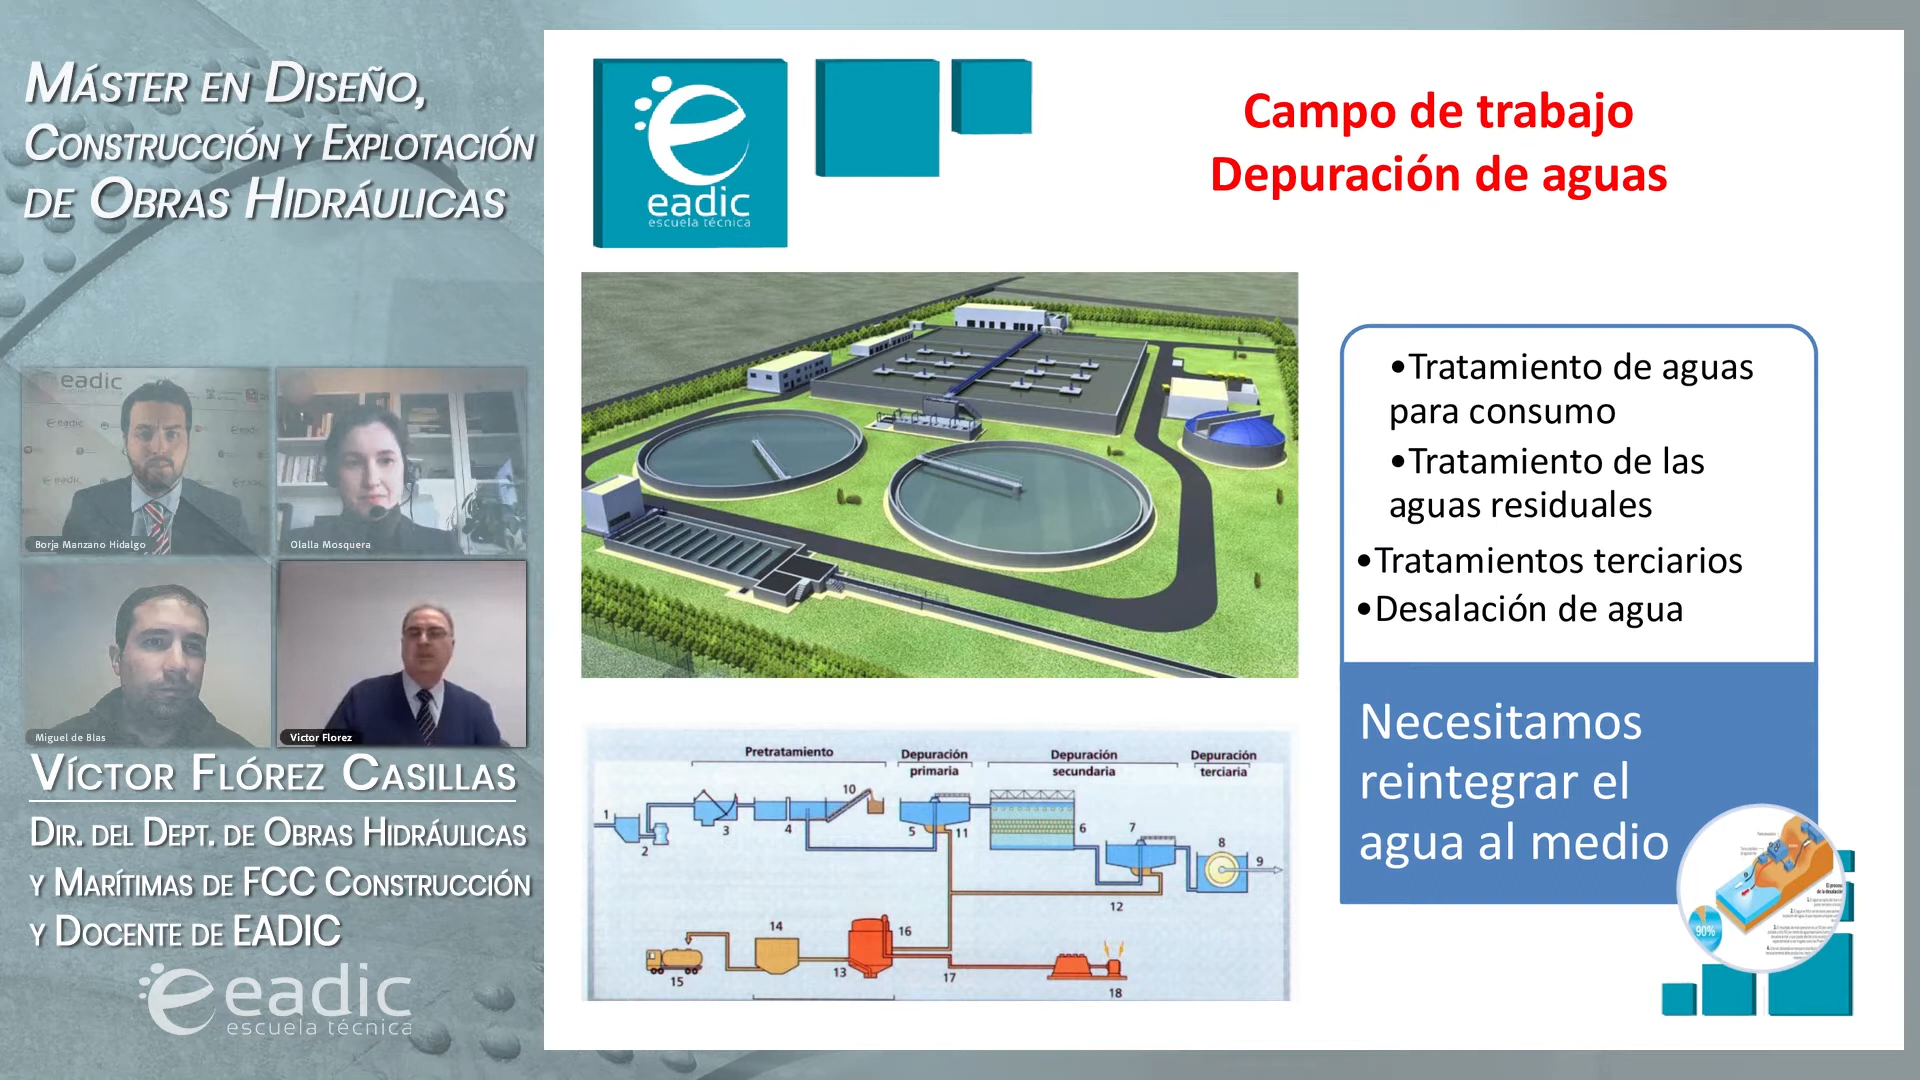 Máster en Diseño,
Construcción y Explotación
de Obras Hidráulicas
eadic
Borja Manzano Hidalgo
Olalla Mosquera
Miguel de Blas
Victor Florez
Víctor Flórez Casillas
Dir. del Dept. de Obras Hidráulicas
y Marítimas de FCC Construcción
y Docente de EADIC
eadic
escuela técnica
eadic
escuela técnica
Campo de trabajo
Depuración de aguas
•Tratamiento de aguas
para consumo
•Tratamiento de las
aguas residuales
•Tratamientos terciarios
•Desalación de agua
Necesitamos
reintegrar el
agua al medio
90%
Pretratamiento
Depuración
primaria
Depuración
secundaria
Depuración
terciaria
1
2
3
4
10
5
11
6
7
8
9
12
14
16
15
13
17
18